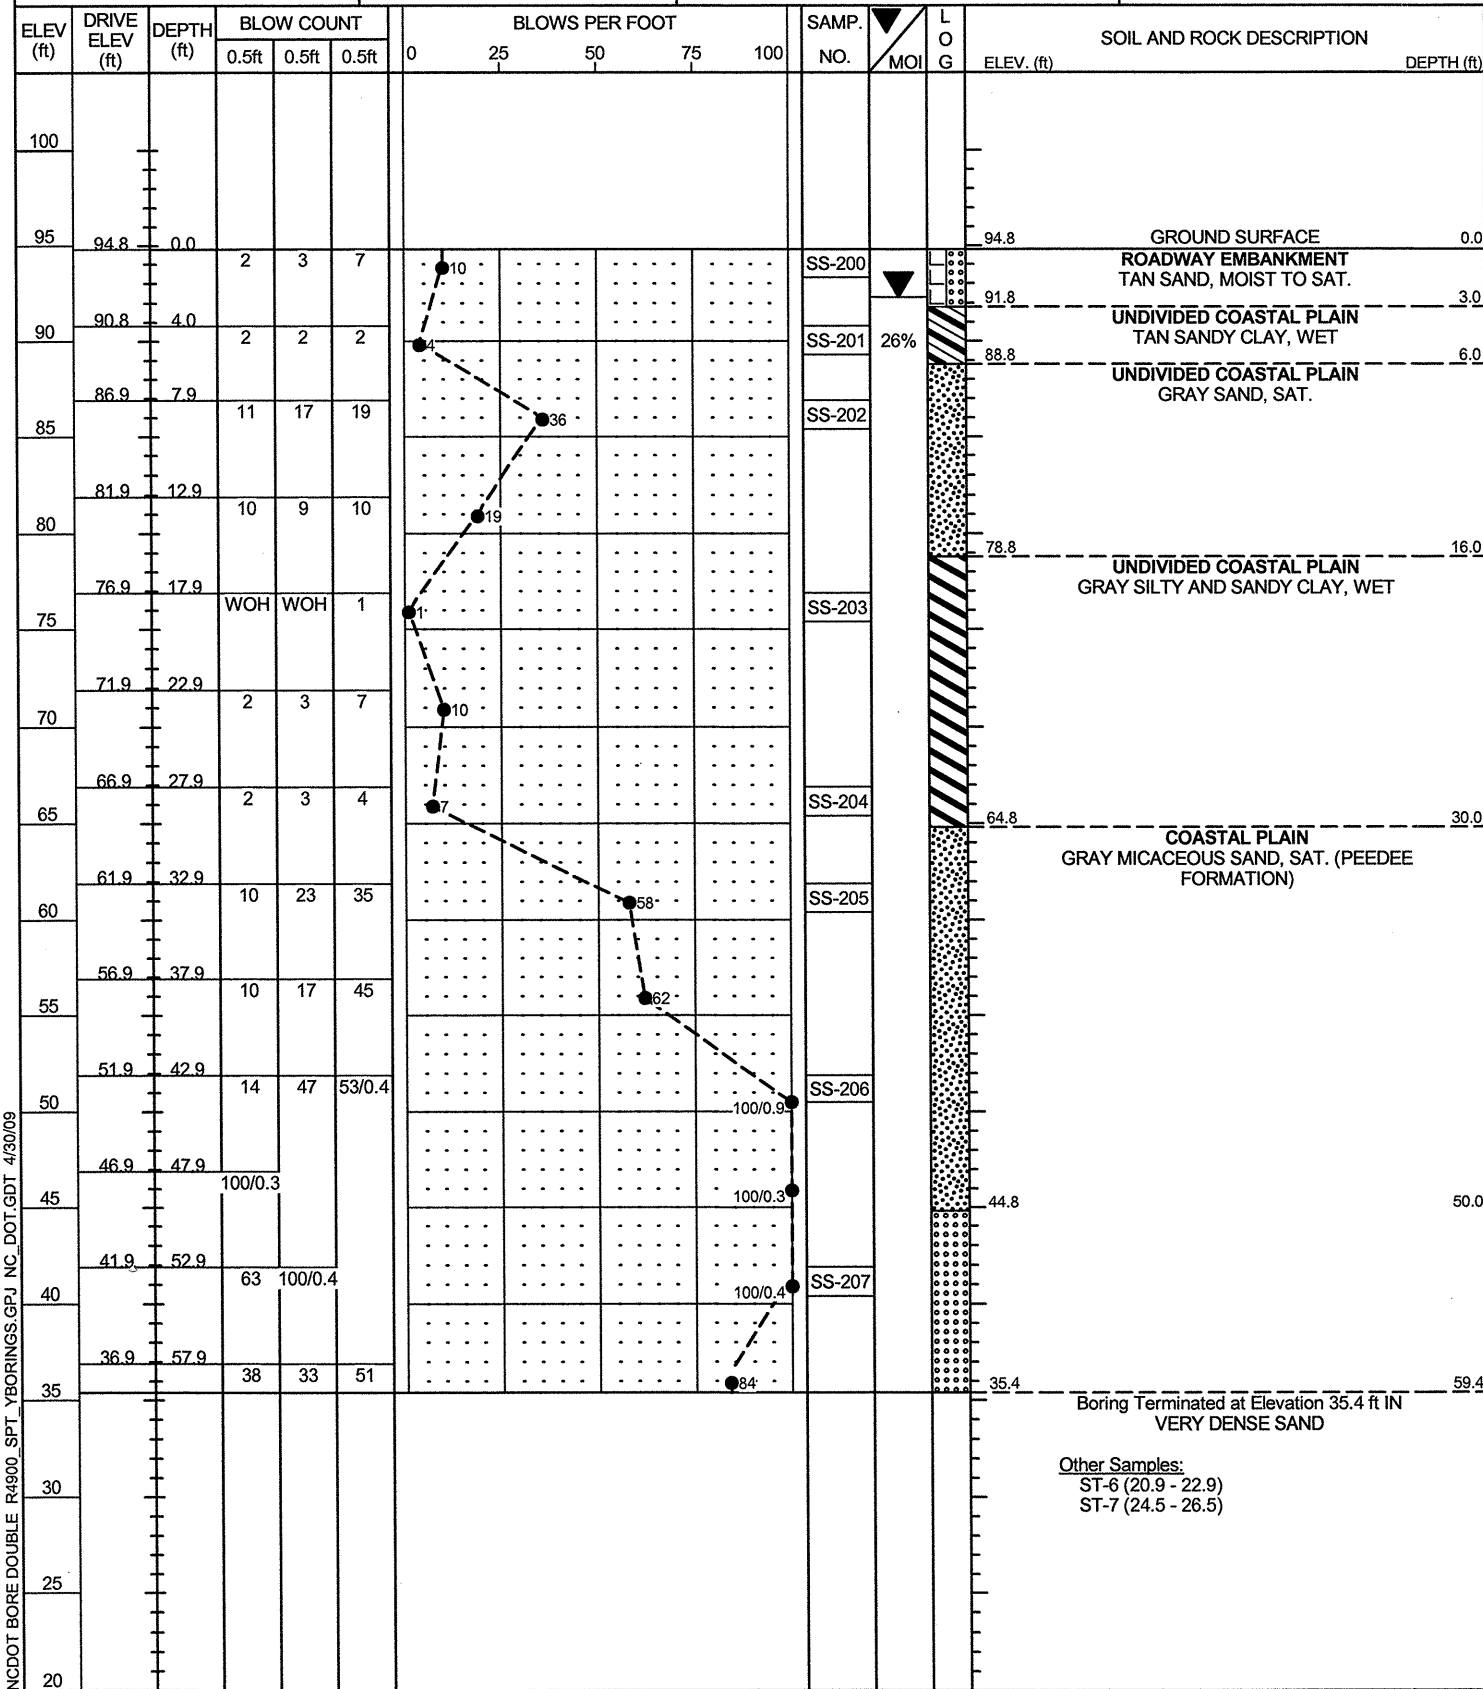 ELEV (ft) DRIVE ELEV (ft) DEPTH (ft) BLOW COUNT BLOWS PER FOOT SAMP. NO. MOI L O G SOIL AND ROCK DESCRIPTION
0.5ft 0.5ft 0.5ft 0 25 50 75 100 ELEV. (ft) DEPTH (ft)
100
95 94.8 0.0 94.8 GROUND SURFACE 0.0
2 3 7 10 SS-200 ROADWAY EMBANKMENT
TAN SAND, MOIST TO SAT.
91.8 3.0
90.8 4.0 UNDIVIDED COASTAL PLAIN
90 2 2 2 4 SS-201 26% TAN SANDY CLAY, WET
88.8 6.0
86.9 7.9 UNDIVIDED COASTAL PLAIN
11 17 19 36 SS-202 GRAY SAND, SAT.
85
81.9 12.9
10 9 10 19
80
78.8 16.0
UNDIVIDED COASTAL PLAIN
76.9 17.9 GRAY SILTY AND SANDY CLAY, WET
WOH WOH 1 1 SS-203
75
71.9 22.9
2 3 7 10
70
66.9 27.9
2 3 4 7 SS-204
65 64.8 30.0
COASTAL PLAIN
GRAY MICACEOUS SAND, SAT. (PEEDEE
FORMATION)
61.9 32.9
10 23 35 58 SS-205
60
56.9 37.9
10 17 45 62
55
51.9 42.9
14 47 53/0.4 SS-206
50 100/0.9
46.9 47.9
100/0.3 100/0.3
45 44.8 50.0
41.9 52.9
63 100/0.4 100/0.4 SS-207
40
36.9 57.9
38 33 51 84
35 35.4 59.4
Boring Terminated at Elevation 35.4 ft IN
VERY DENSE SAND
Other Samples:
ST-6 (20.9 - 22.9)
ST-7 (24.5 - 26.5)
30
25
20
NCDOT BORE DOUBLE R4900_SPT_YBORINGS.GPJ NC_DOT.GDT 4/30/09